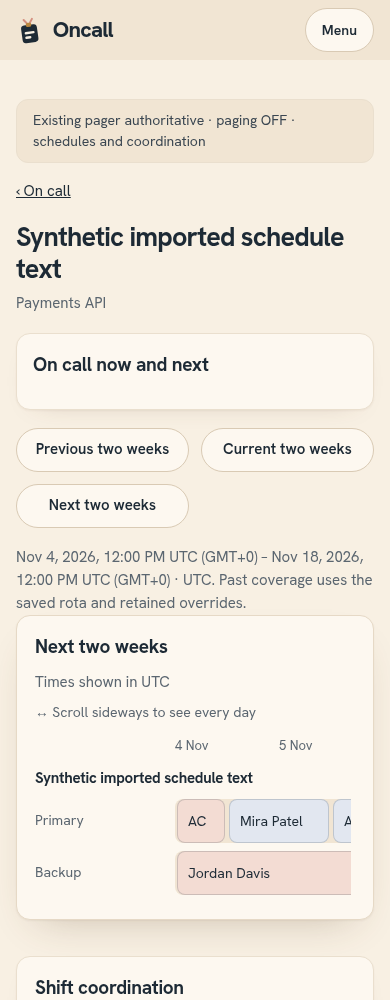 Oncall
Menu
Existing pager authoritative · paging OFF ·
schedules and coordination
‹ On call
Synthetic imported schedule
text
Payments API
On call now and next
Previous two weeks
Current two weeks
Next two weeks
Nov 4, 2026, 12:00 PM UTC (GMT+0) – Nov 18, 2026,
12:00 PM UTC (GMT+0) · UTC. Past coverage uses the
saved rota and retained overrides.
Next two weeks
Times shown in UTC
↔ Scroll sideways to see every day
4 Nov
5 Nov
Synthetic imported schedule text
Primary
AC
Mira Patel
Backup
Jordan Davis
Shift coordination